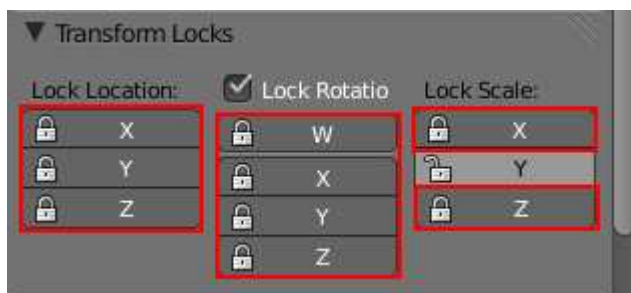 Transform Locks
Lock Location: Lock Rotatio Lock Scale:
X W X
Y X Y
Z Y Z
Z